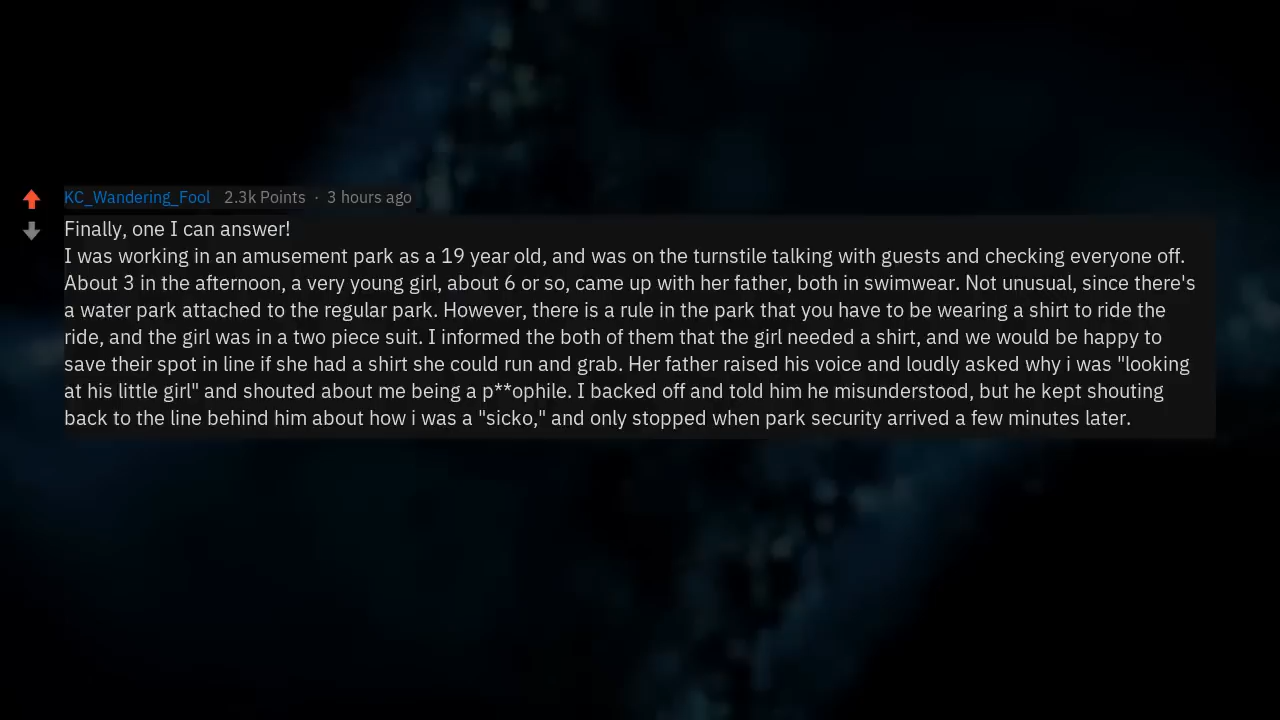 KC_Wandering_Fool 2.3k Points · 3 hours ago
Finally, one I can answer!
I was working in an amusement park as a 19 year old, and was on the turnstile talking with guests and checking everyone off.
About 3 in the afternoon, a very young girl, about 6 or so, came up with her father, both in swimwear. Not unusual, since there's
a water park attached to the regular park. However, there is a rule in the park that you have to be wearing a shirt to ride the
ride, and the girl was in a two piece suit. I informed the both of them that the girl needed a shirt, and we would be happy to
save their spot in line if she had a shirt she could run and grab. Her father raised his voice and loudly asked why i was "looking
at his little girl" and shouted about me being a p**ophile. I backed off and told him he misunderstood, but he kept shouting
back to the line behind him about how i was a "sicko," and only stopped when park security arrived a few minutes later.